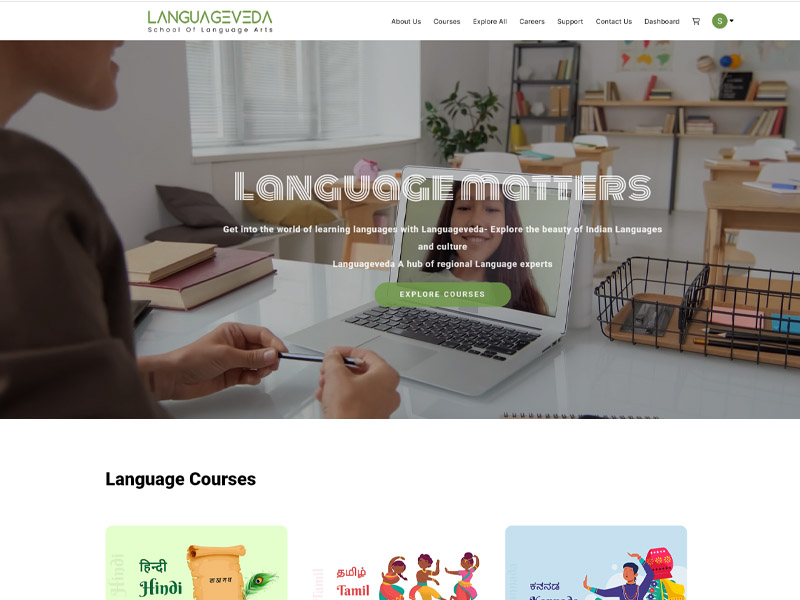 LANGUAGEVEDA
School Of Language Arts
About Us
Courses
Explore All
Careers
Support
Contact Us
Dashboard
S
Language Matters
Get into the world of learning languages with Languageveda- Explore the beauty of Indian Languages
and culture
Languageveda A hub of regional Language experts
EXPLORE COURSES
Language Courses
Hindi
हिन्दी
Hindi
Tamil
தமிழ்
Tamil
ಕನ್ನಡ